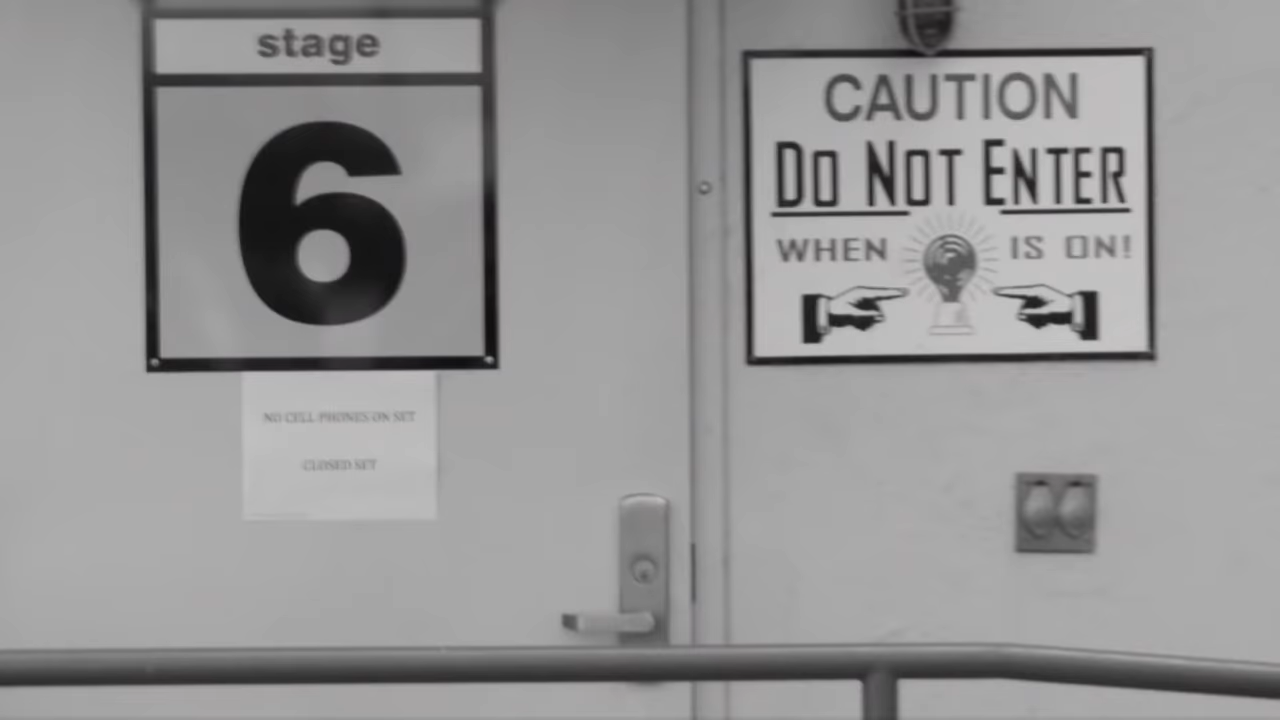 stage
6
NO CELL PHONES ON SET
CLOSED SET
CAUTION
DO NOT ENTER
WHEN IS ON!